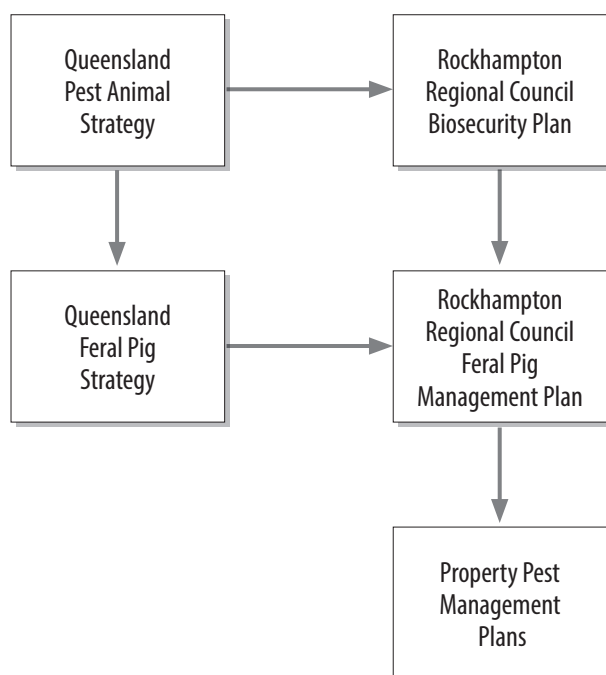 Queensland
Pest Animal
Strategy
Rockhampton
Regional Council
Biosecurity Plan
Queensland
Feral Pig
Strategy
Rockhampton
Regional Council
Feral Pig
Management Plan
Property Pest
Management
Plans